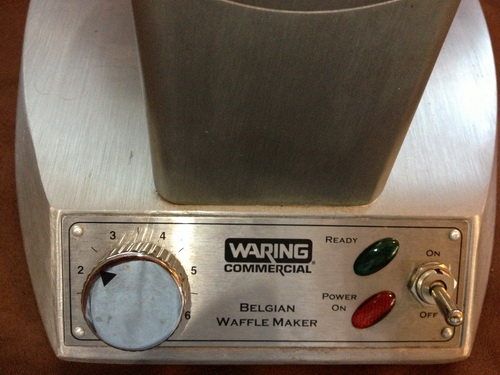 3 4
2 5
6
WARING
COMMERCIAL®
BELGIAN
WAFFLE MAKER
READY
POWER
ON
ON
OFF